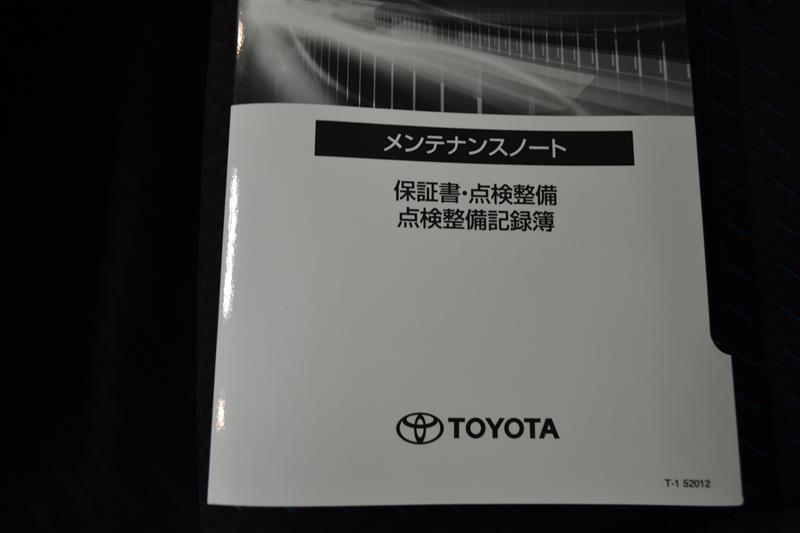 メンテナンスノート
保証書・点検整備
点検整備記録簿
TOYOTA
T-1 52012